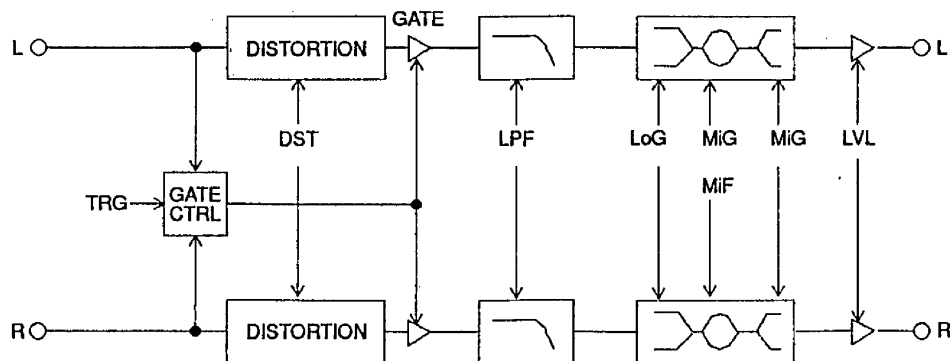 GATE
L DISTORTION L
DST LPF LoG MiG MiG LVL
MiF
TRG GATE
CTRL
R DISTORTION R